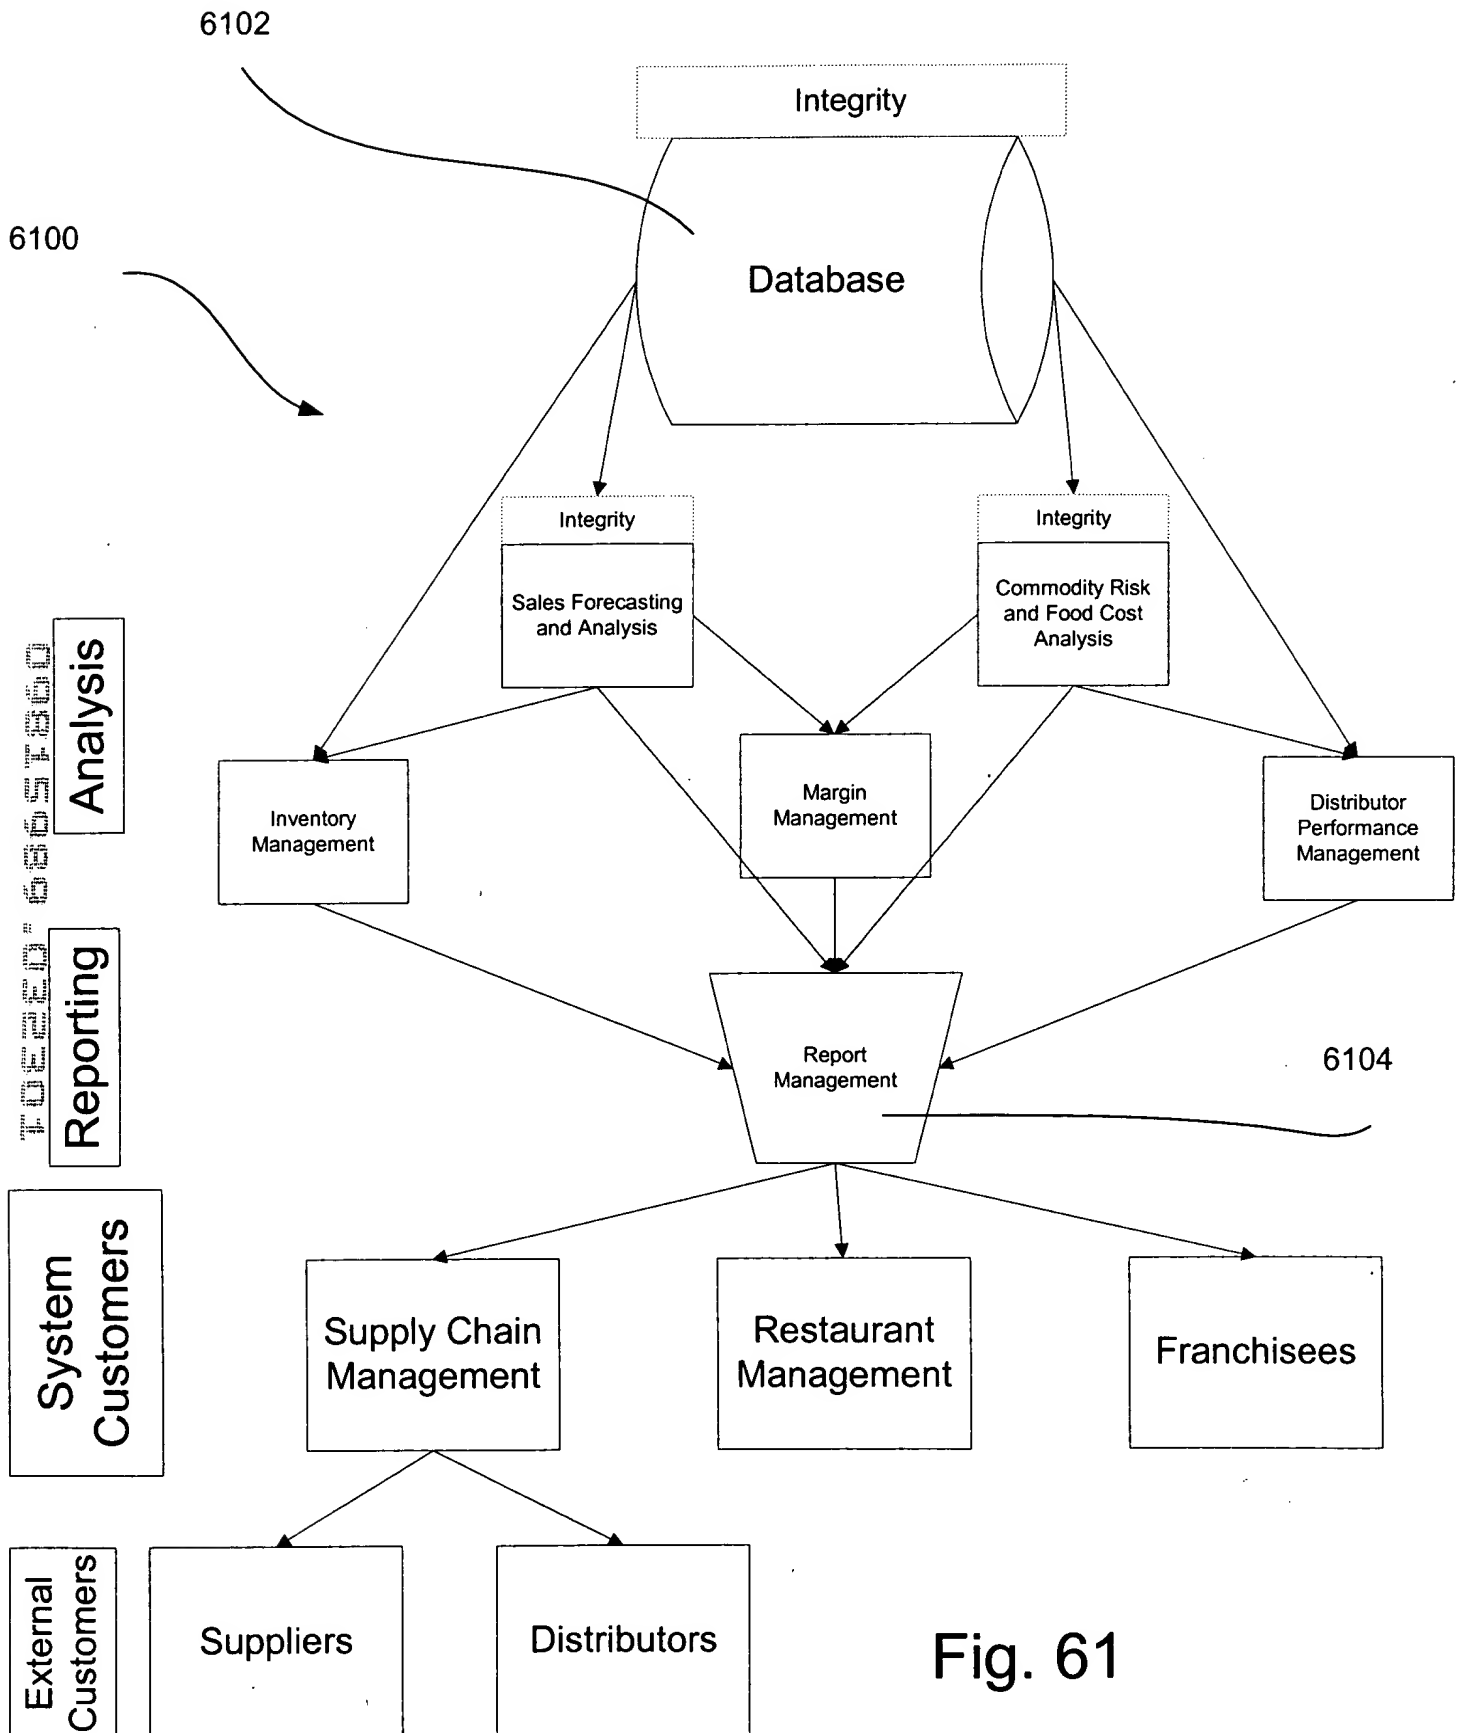 6102
Integrity
6100
Database
Integrity
Integrity
Sales Forecasting
and Analysis
Commodity Risk
and Food Cost
Analysis
Analysis
Inventory
Management
Margin
Management
Distributor
Performance
Management
Reporting
Report
Management
6104
System
Customers
Supply Chain
Management
Restaurant
Management
Franchisees
External
Customers
Suppliers
Distributors
Fig. 61